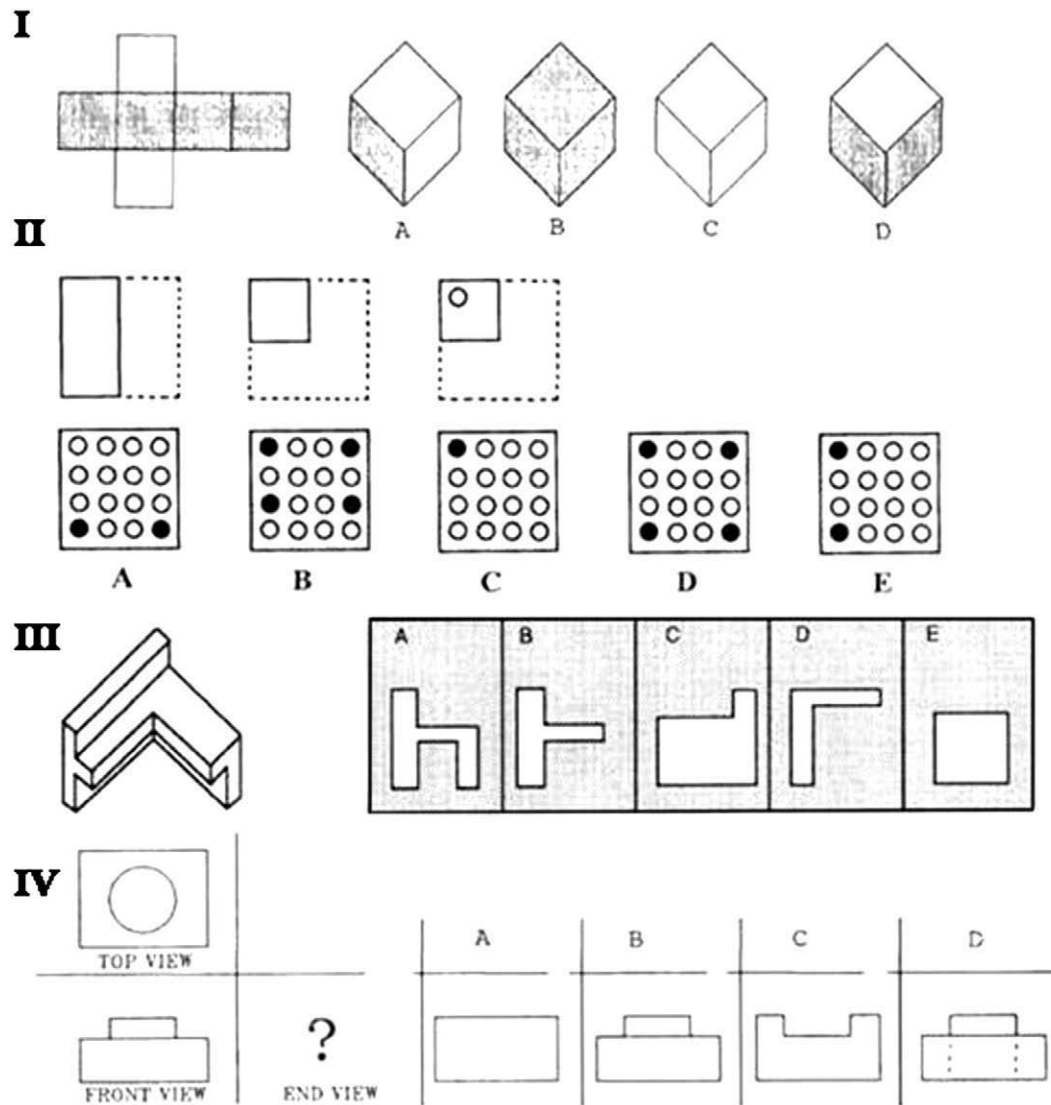 I
A B C D
II
A B C D E
III
A B C D E
IV
TOP VIEW
A B C D
?
FRONT VIEW END VIEW